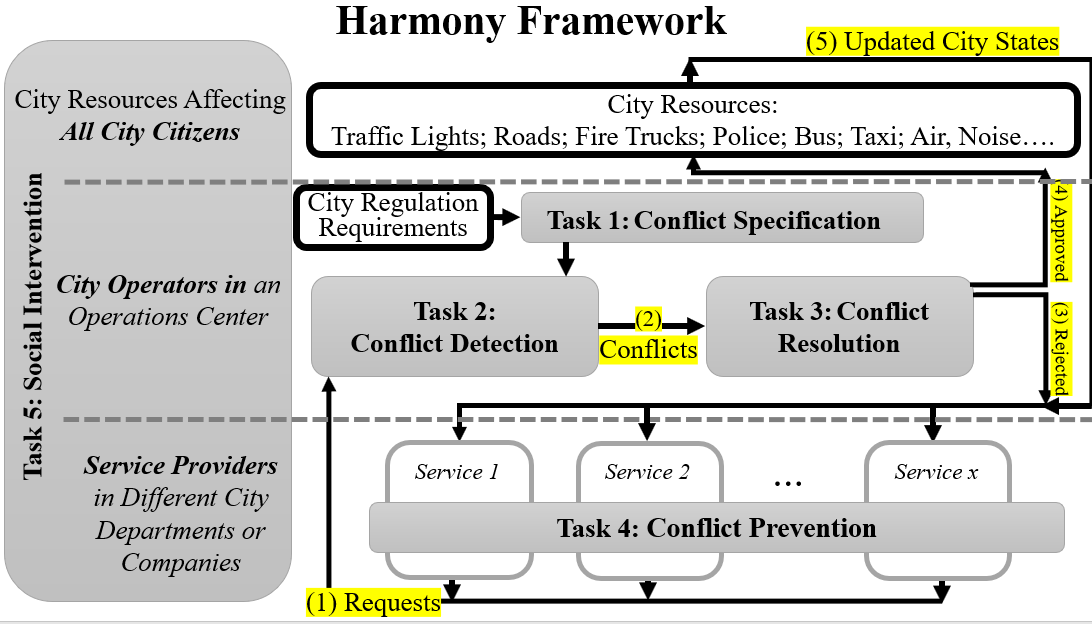 Harmony Framework
(5) Updated City States
City Resources Affecting
All City Citizens
City Resources:
Traffic Lights; Roads; Fire Trucks; Police; Bus; Taxi; Air, Noise….
Task 5: Social Intervention
City Regulation
Requirements
Task 1: Conflict Specification
(4) Approved
City Operators in an
Operations Center
Task 2:
Conflict Detection
(2)
Conflicts
Task 3: Conflict
Resolution
(3) Rejected
Service Providers
in Different City
Departments or
Companies
Service 1
Service 2
...
Service x
Task 4: Conflict Prevention
(1) Requests